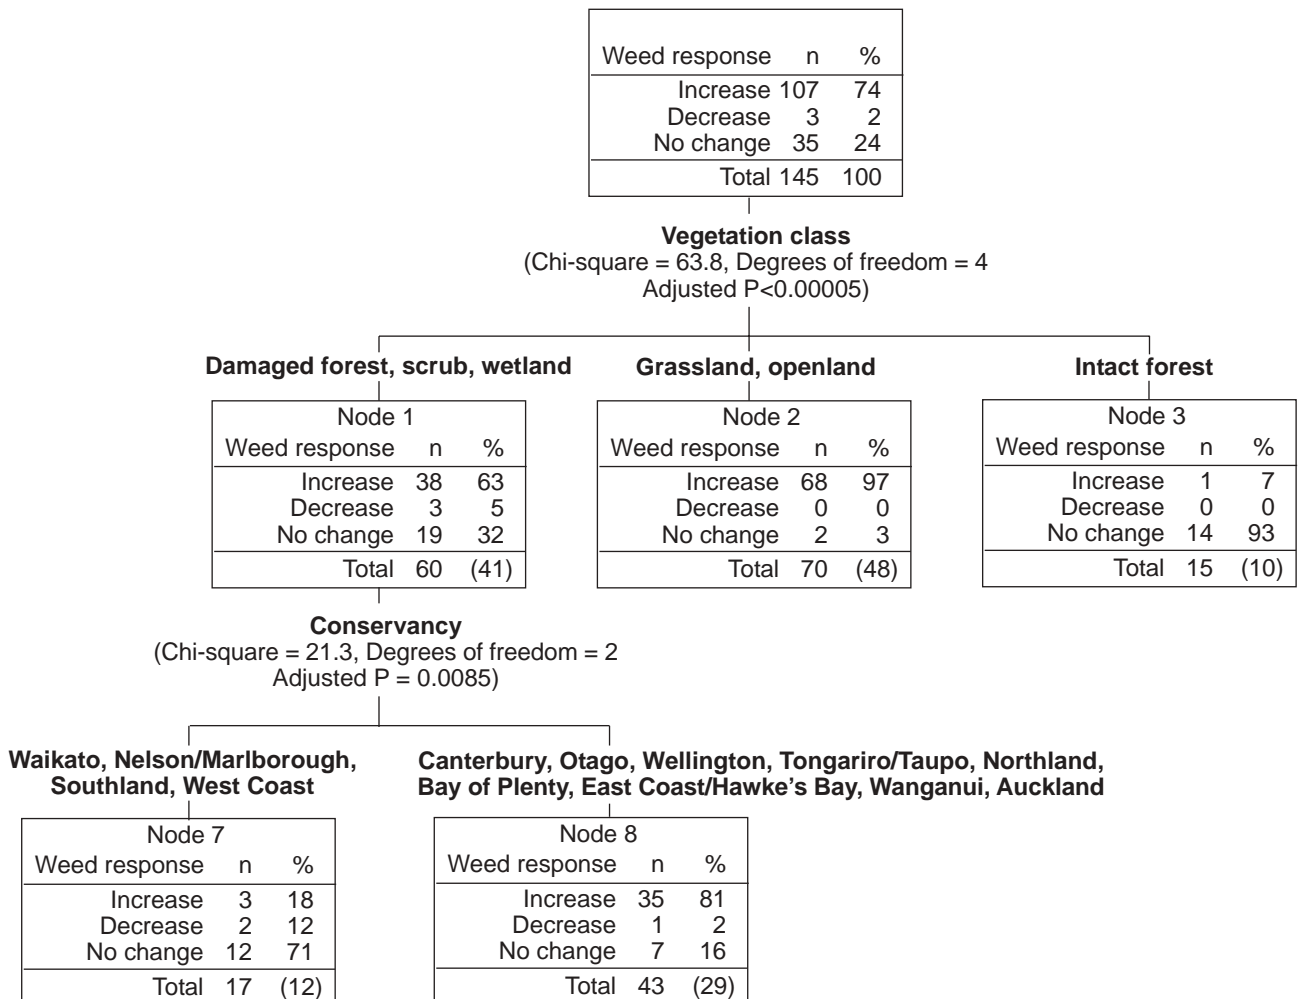 Weed response n %
Increase 107 74
Decrease 3 2
No change 35 24
Total 145 100
Vegetation class
(Chi-square = 63.8, Degrees of freedom = 4
Adjusted P<0.00005)
Damaged forest, scrub, wetland
Node 1
Weed response n %
Increase 38 63
Decrease 3 5
No change 19 32
Total 60 (41)
Grassland, openland
Node 2
Weed response n %
Increase 68 97
Decrease 0 0
No change 2 3
Total 70 (48)
Intact forest
Node 3
Weed response n %
Increase 1 7
Decrease 0 0
No change 14 93
Total 15 (10)
Conservancy
(Chi-square = 21.3, Degrees of freedom = 2
Adjusted P = 0.0085)
Waikato, Nelson/Marlborough,
Southland, West Coast
Node 7
Weed response n %
Increase 3 18
Decrease 2 12
No change 12 71
Total 17 (12)
Canterbury, Otago, Wellington, Tongariro/Taupo, Northland,
Bay of Plenty, East Coast/Hawke's Bay, Wanganui, Auckland
Node 8
Weed response n %
Increase 35 81
Decrease 1 2
No change 7 16
Total 43 (29)